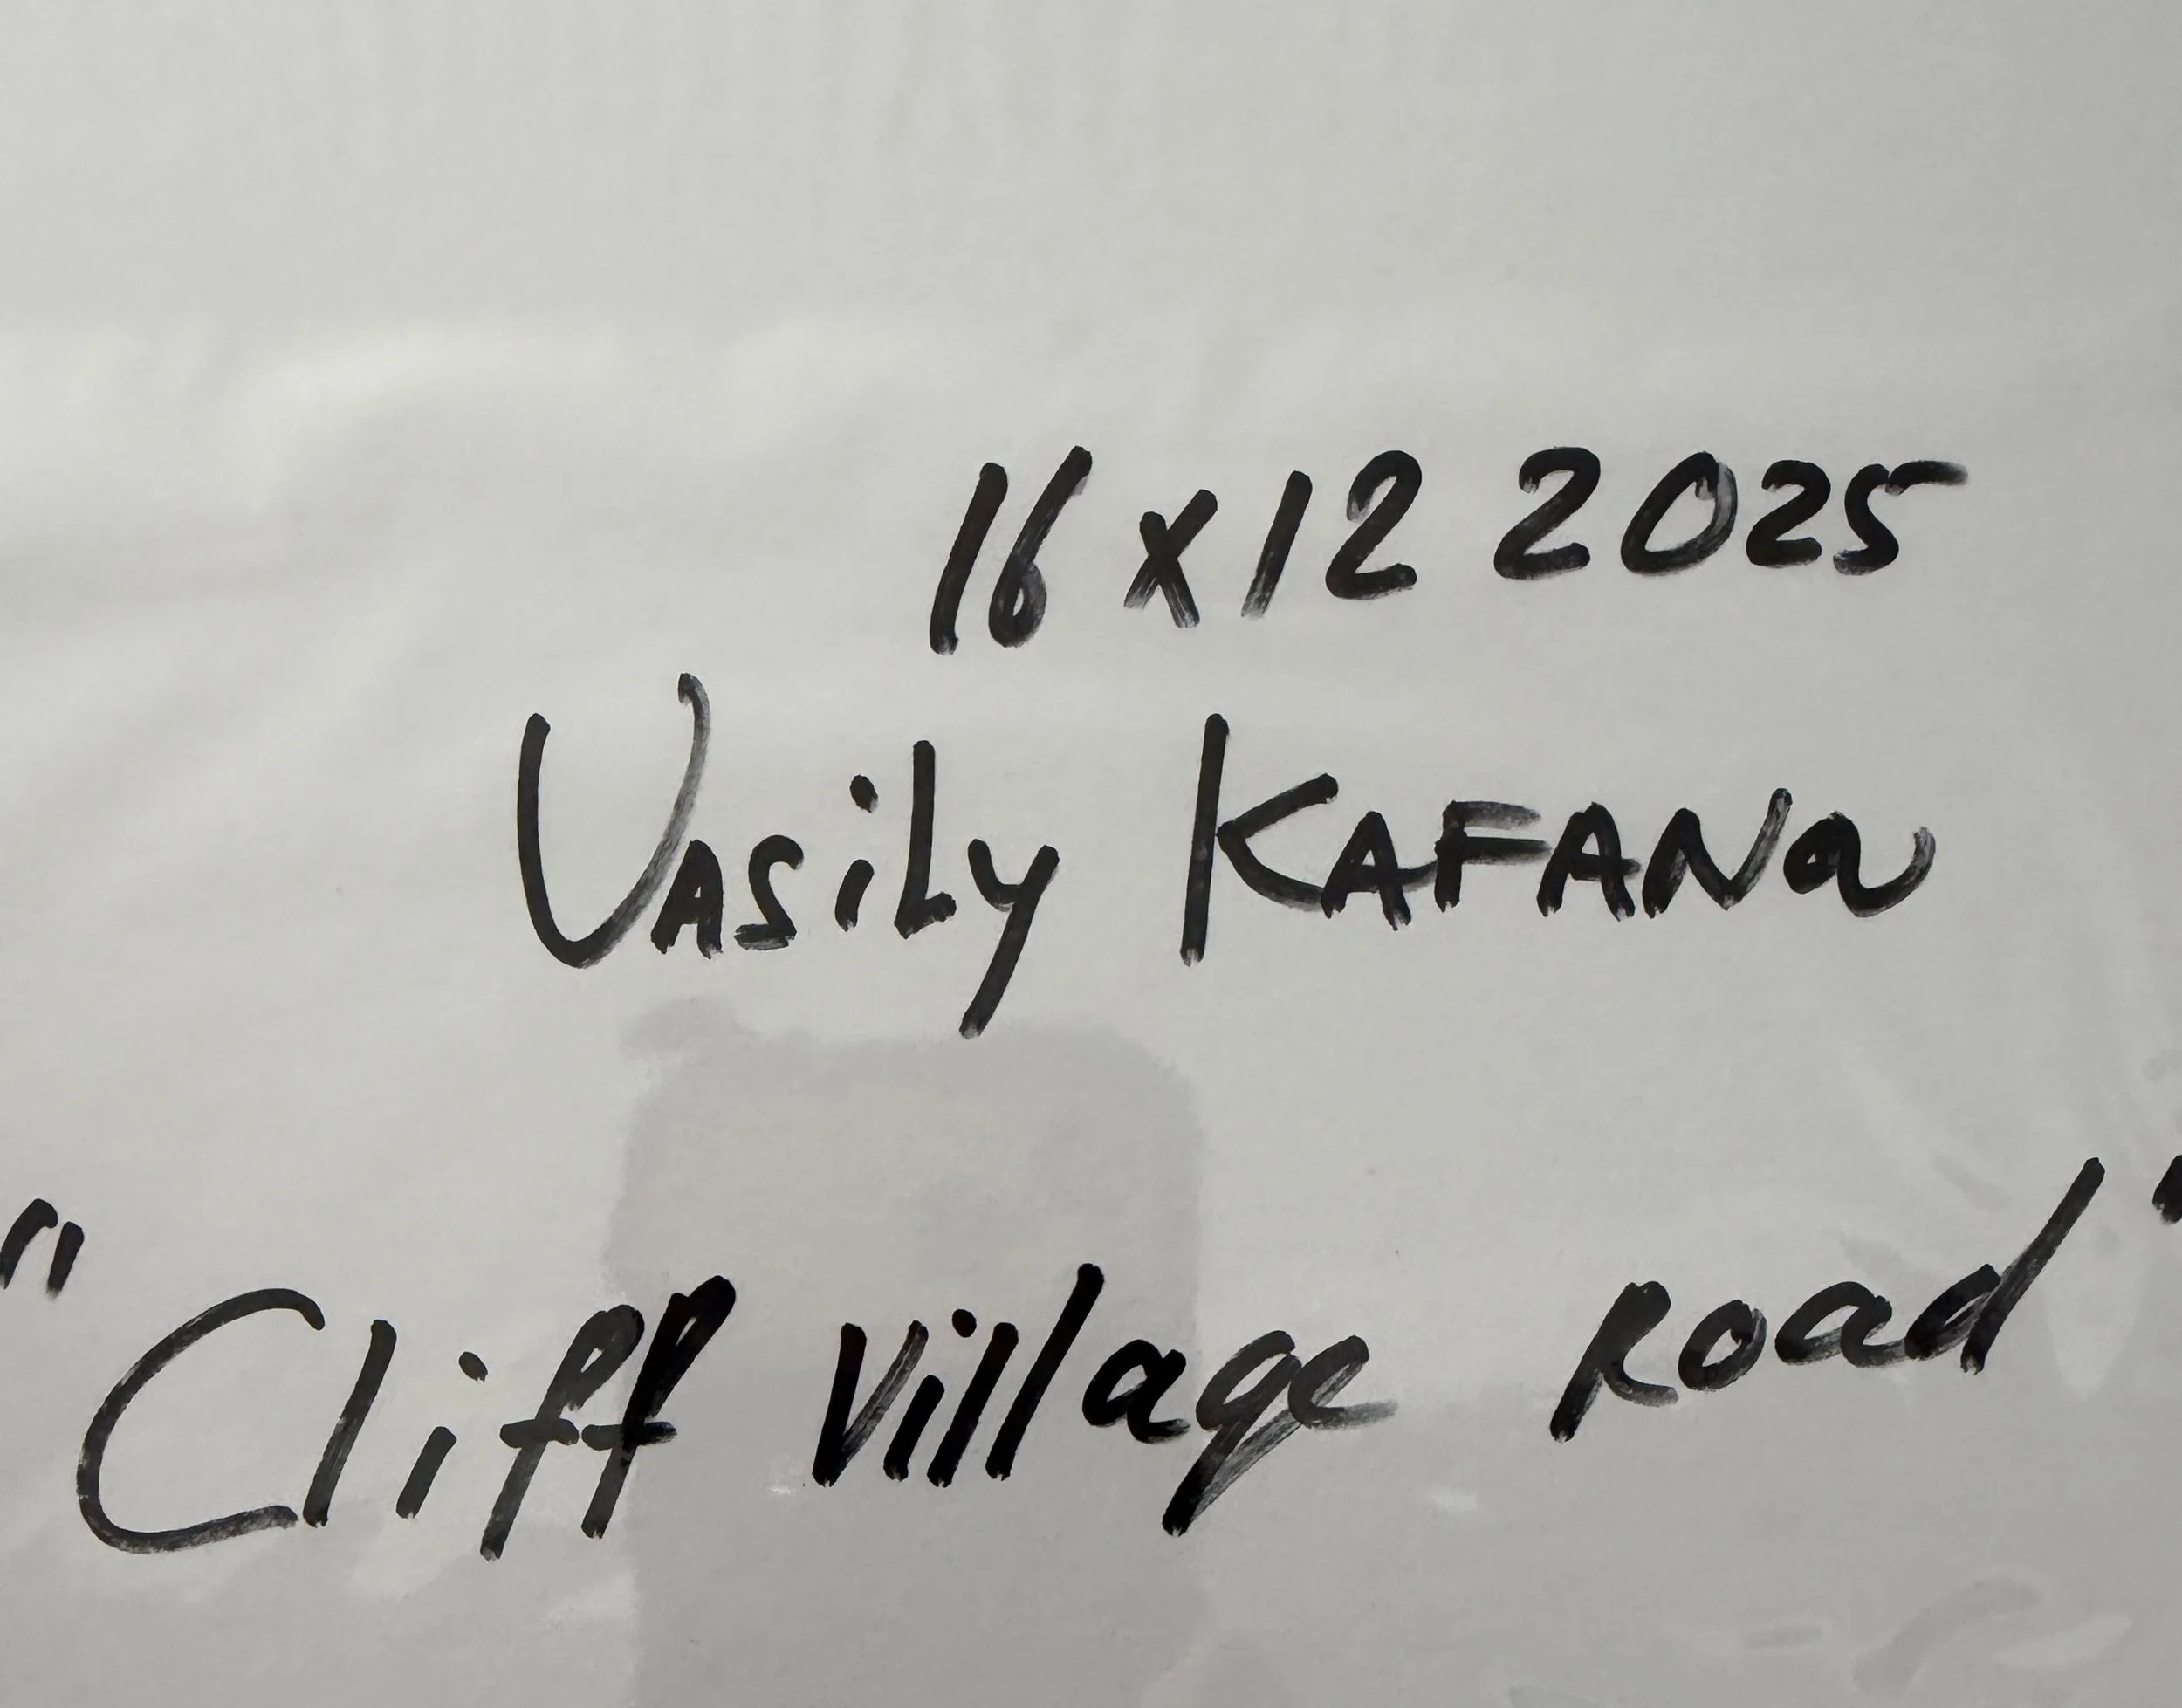 16 x 12 2025
Vasily KAFANa
"Cliff village Road"